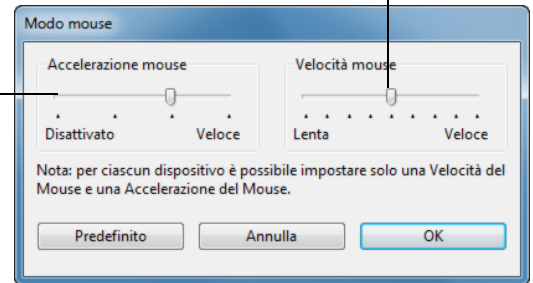 Modo mouse
Accelerazione mouse
Disattivato Veloce
Velocità mouse
Lenta Veloce
Nota: per ciascun dispositivo è possibile impostare solo una Velocità del
Mouse e una Accelerazione del Mouse.
Predefinito Annulla OK